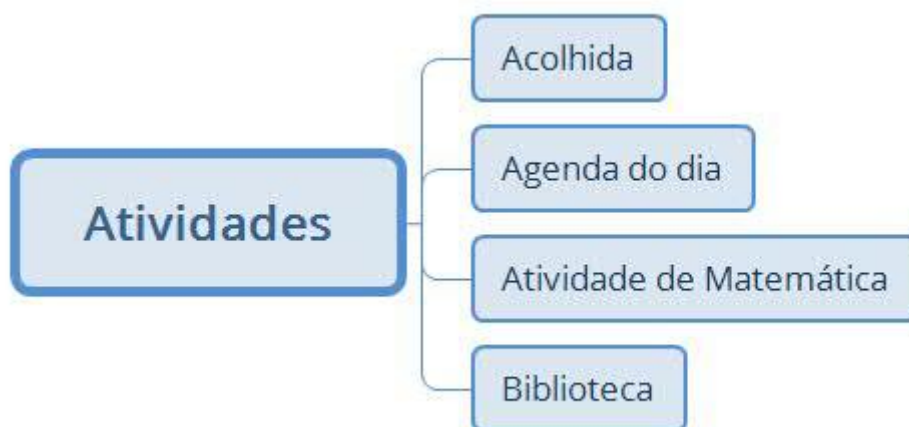 Atividades
Acolhida
Agenda do dia
Atividade de Matemática
Biblioteca